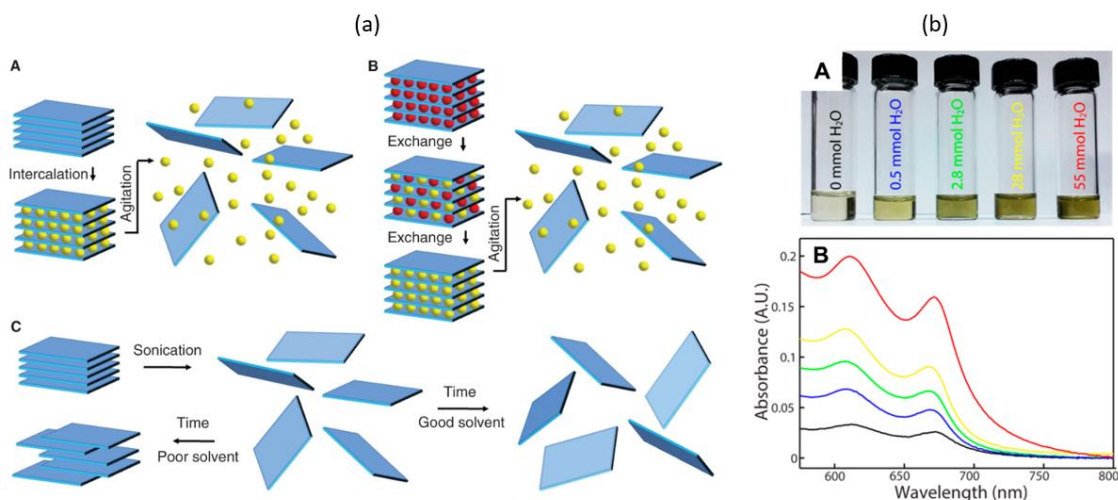 (a)
A
Intercalation
Agitation
B
Exchange
Exchange
Agitation
C
Sonication
Time
Poor solvent
Time
Good solvent
(b)
A
0 mmol H₂O
0.5 mmol H₂O
2.8 mmol H₂O
28 mmol H₂O
55 mmol H₂O
B
Absorbance (A.U.)
0.2
0.15
0.1
0.05
0
600
650
700
750
800
Wavelength (nm)